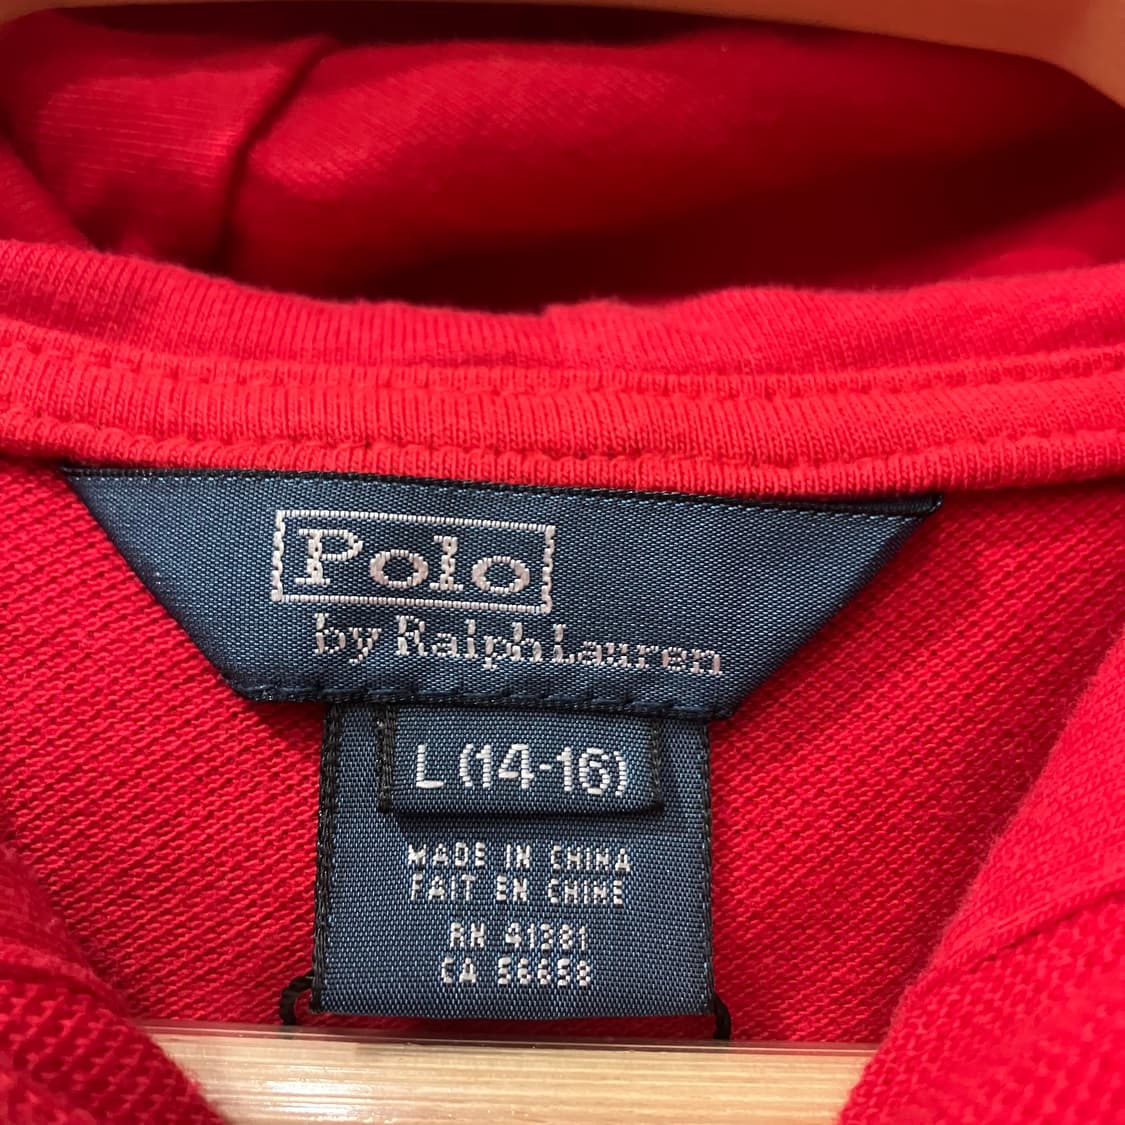 Polo
by Ralph Lauren
L (14-16)
MADE IN CHINA
FAIT EN CHINE
RN 41381
CA 56658